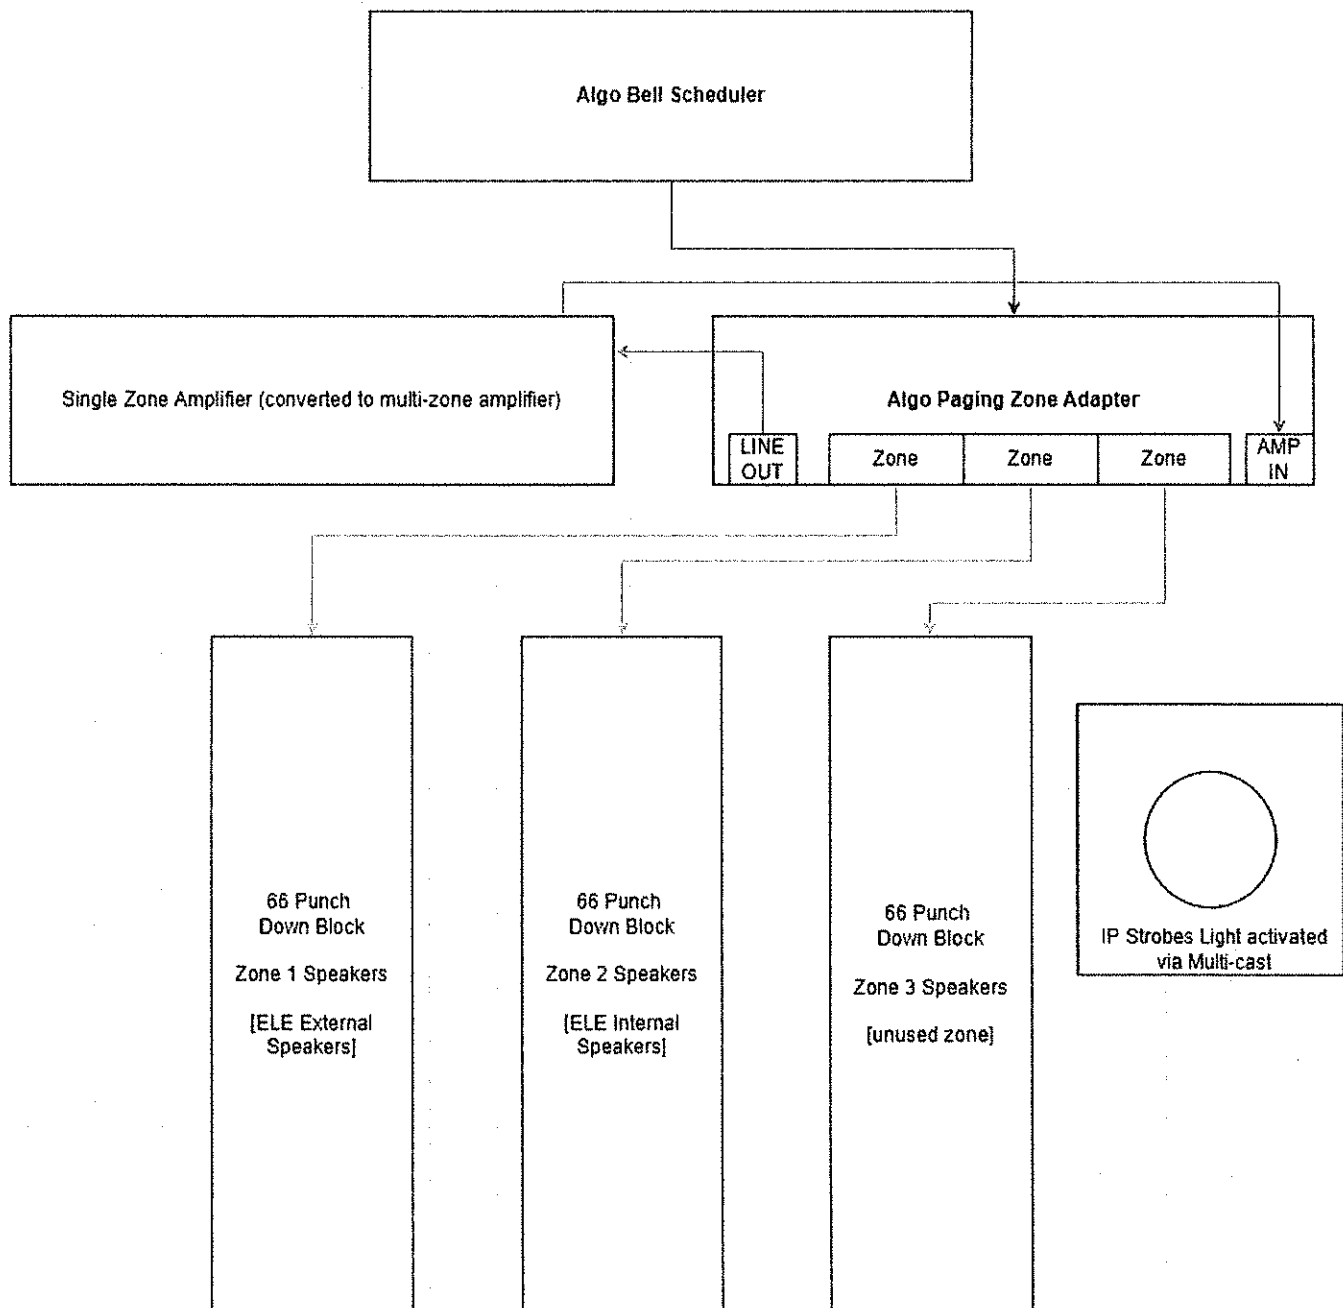 Algo Bell Scheduler
Single Zone Amplifier (converted to multi-zone amplifier)
Algo Paging Zone Adapter
LINE
OUT
Zone
Zone
Zone
AMP
IN
66 Punch
Down Block
Zone 1 Speakers
[ELE External
Speakers]
66 Punch
Down Block
Zone 2 Speakers
[ELE Internal
Speakers]
66 Punch
Down Block
Zone 3 Speakers
[unused zone]
IP Strobes Light activated
via Multi-cast